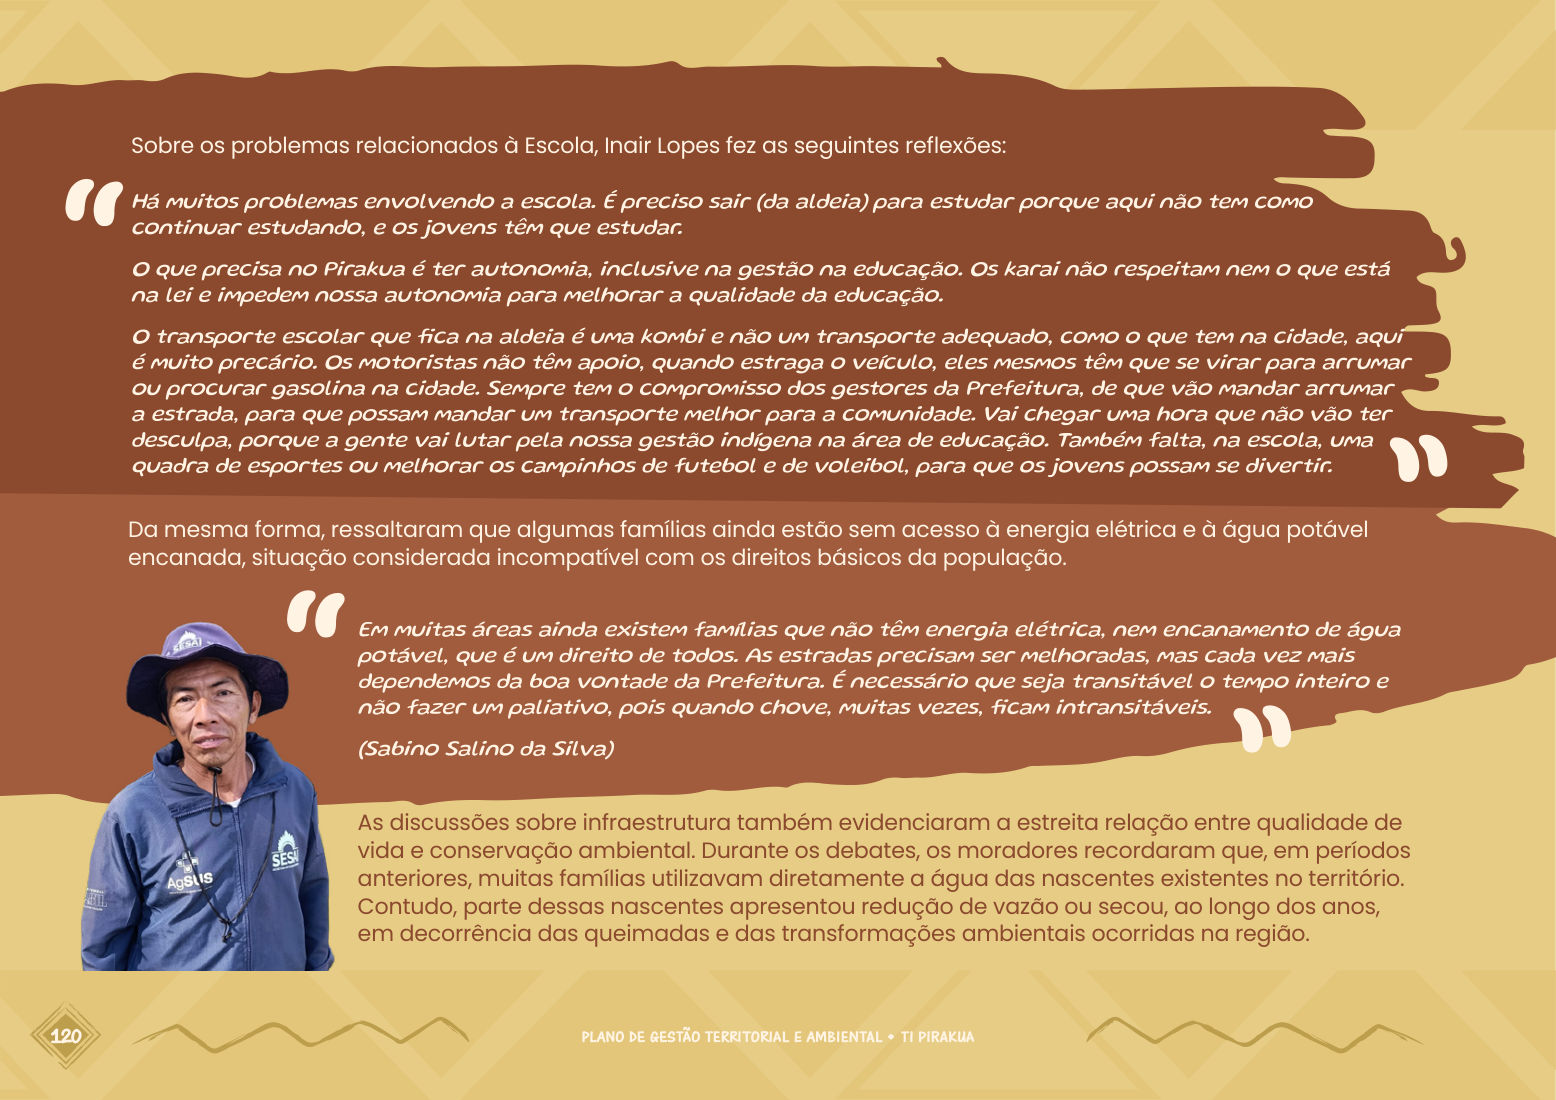 Sobre os problemas relacionados à Escola, Inair Lopes fez as seguintes reflexões:
Há muitos problemas envolvendo a escola. É preciso sair (da aldeia) para estudar porque aqui não tem como
continuar estudando, e os jovens têm que estudar.
O que precisa no Pirakua é ter autonomia, inclusive na gestão na educação. Os karai não respeitam nem o que está
na lei e impedem nossa autonomia para melhorar a qualidade da educação.
O transporte escolar que fica na aldeia é uma kombi e não um transporte adequado, como o que tem na cidade, aqui
é muito precário. Os motoristas não têm apoio, quando estraga o veículo, eles mesmos têm que se virar para arrumar
ou procurar gasolina na cidade. Sempre tem o compromisso dos gestores da Prefeitura, de que vão mandar arrumar
a estrada, para que possam mandar um transporte melhor para a comunidade. Vai chegar uma hora que não vão ter
desculpa, porque a gente vai lutar pela nossa gestão indígena na área de educação. Também falta, na escola, uma
quadra de esportes ou melhorar os campinhos de futebol e de voleibol, para que os jovens possam se divertir.
Da mesma forma, ressaltaram que algumas famílias ainda estão sem acesso à energia elétrica e à água potável
encanada, situação considerada incompatível com os direitos básicos da população.
Em muitas áreas ainda existem famílias que não têm energia elétrica, nem encanamento de água
potável, que é um direito de todos. As estradas precisam ser melhoradas, mas cada vez mais
dependemos da boa vontade da Prefeitura. É necessário que seja transitável o tempo inteiro e
não fazer um paliativo, pois quando chove, muitas vezes, ficam intransitáveis.
(Sabino Salino da Silva)
SESAI
SESAI
AgSUS
As discussões sobre infraestrutura também evidenciaram a estreita relação entre qualidade de
vida e conservação ambiental. Durante os debates, os moradores recordaram que, em períodos
anteriores, muitas famílias utilizavam diretamente a água das nascentes existentes no território.
Contudo, parte dessas nascentes apresentou redução de vazão ou secou, ao longo dos anos,
em decorrência das queimadas e das transformações ambientais ocorridas na região.
120
PLANO DE GESTÃO TERRITORIAL E AMBIENTAL • TI PIRAKUA